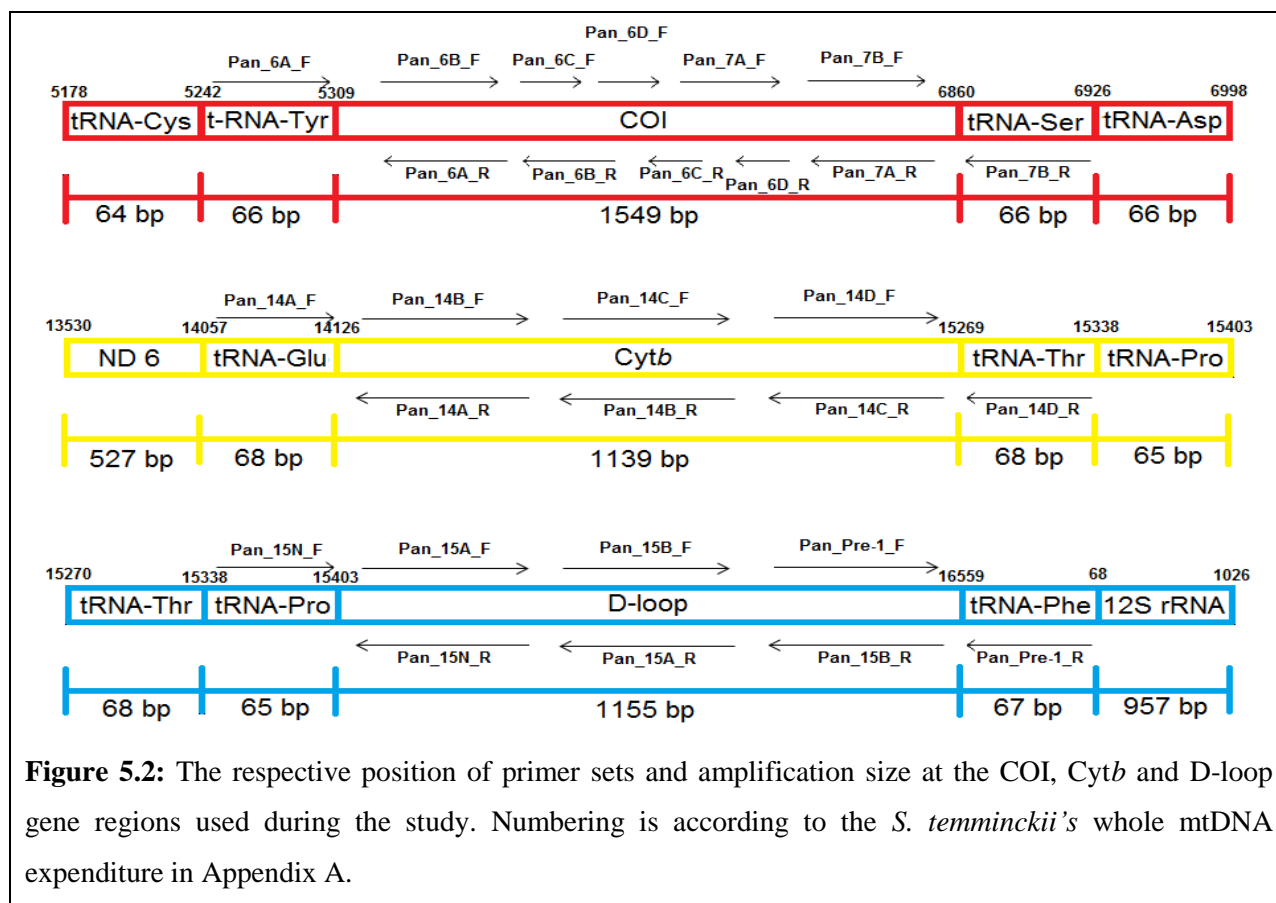 Pan_6D_F
Pan_6A_F Pan_6B_F Pan_6C_F Pan_7A_F Pan_7B_F
5178 5242 5309 6860 6926 6998
tRNA-Cys t-RNA-Tyr COI tRNA-Ser tRNA-Asp
Pan_6A_R Pan_6B_R Pan_6C_R Pan_6D_R Pan_7A_R Pan_7B_R
64 bp 66 bp 1549 bp 66 bp 66 bp
Pan_14A_F Pan_14B_F Pan_14C_F Pan_14D_F
13530 14057 14126 15269 15338 15403
ND 6 tRNA-Glu Cytb tRNA-Thr tRNA-Pro
Pan_14A_R Pan_14B_R Pan_14C_R Pan_14D_R
527 bp 68 bp 1139 bp 68 bp 65 bp
Pan_15N_F Pan_15A_F Pan_15B_F Pan_Pre-1_F
15270 15338 15403 16559 68 1026
tRNA-Thr tRNA-Pro D-loop tRNA-Phe 12S rRNA
Pan_15N_R Pan_15A_R Pan_15B_R Pan_Pre-1_R
68 bp 65 bp 1155 bp 67 bp 957 bp
Figure 5.2: The respective position of primer sets and amplification size at the COI, Cytb and D-loop
gene regions used during the study. Numbering is according to the S. temminckii’s whole mtDNA
expenditure in Appendix A.